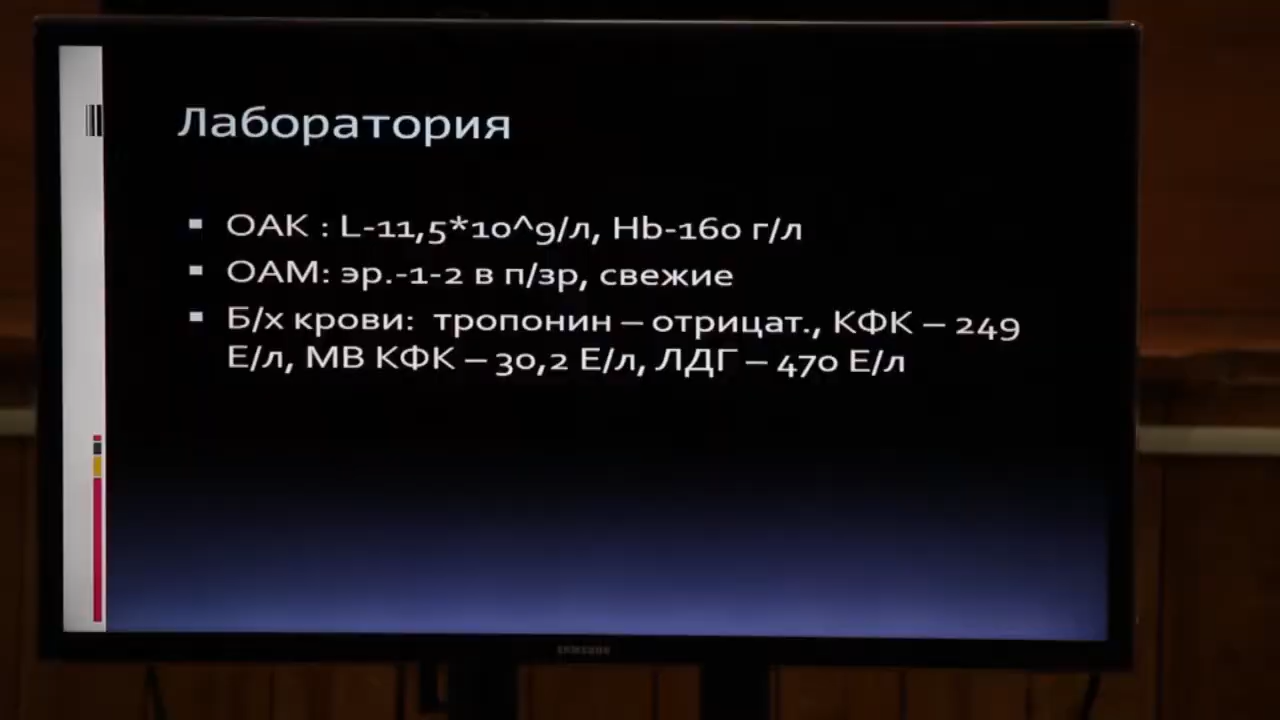 Лаборатория
ОАК : L-11,5*10^9/л, Hb-160 г/л
ОАМ: эр.-1-2 в п/зр, свежие
Б/х крови: тропонин – отрицат., КФК – 249
Е/л, МВ КФК – 30,2 Е/л, ЛДГ – 470 Е/л
SAMSUNG